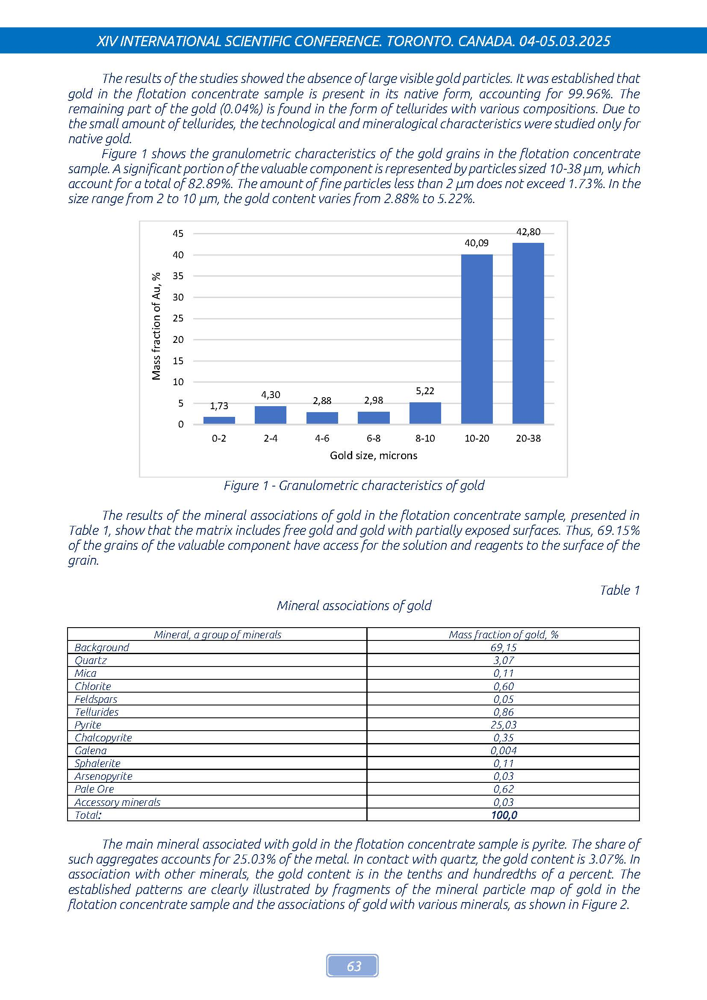 XIV INTERNATIONAL SCIENTIFIC CONFERENCE. TORONTO. CANADA. 04-05.03.2025
The results of the studies showed the absence of large visible gold particles. It was established that
gold in the flotation concentrate sample is present in its native form, accounting for 99.96%. The
remaining part of the gold (0.04%) is found in the form of tellurides with various compositions. Due to
the small amount of tellurides, the technological and mineralogical characteristics were studied only for
native gold.
Figure 1 shows the granulometric characteristics of the gold grains in the flotation concentrate
sample. A significant portion of the valuable component is represented by particles sized 10-38 μm, which
account for a total of 82.89%. The amount of fine particles less than 2 μm does not exceed 1.73%. In the
size range from 2 to 10 μm, the gold content varies from 2.88% to 5.22%.
Mass fraction of Au, %
45
40
35
30
25
20
15
10
5
0
1,73
4,30
2,88
2,98
5,22
40,09
42,80
0-2 2-4 4-6 6-8 8-10 10-20 20-38
Gold size, microns
Figure 1 - Granulometric characteristics of gold
The results of the mineral associations of gold in the flotation concentrate sample, presented in
Table 1, show that the matrix includes free gold and gold with partially exposed surfaces. Thus, 69.15%
of the grains of the valuable component have access for the solution and reagents to the surface of the
grain.
Table 1
Mineral associations of gold
Mineral, a group of minerals Mass fraction of gold, %
Background 69,15
Quartz 3,07
Mica 0,11
Chlorite 0,60
Feldspars 0,05
Tellurides 0,86
Pyrite 25,03
Chalcopyrite 0,35
Galena 0,004
Sphalerite 0,11
Arsenopyrite 0,03
Pale Ore 0,62
Accessory minerals 0,03
Total: 100,0
The main mineral associated with gold in the flotation concentrate sample is pyrite. The share of
such aggregates accounts for 25.03% of the metal. In contact with quartz, the gold content is 3.07%. In
association with other minerals, the gold content is in the tenths and hundredths of a percent. The
established patterns are clearly illustrated by fragments of the mineral particle map of gold in the
flotation concentrate sample and the associations of gold with various minerals, as shown in Figure 2.
63